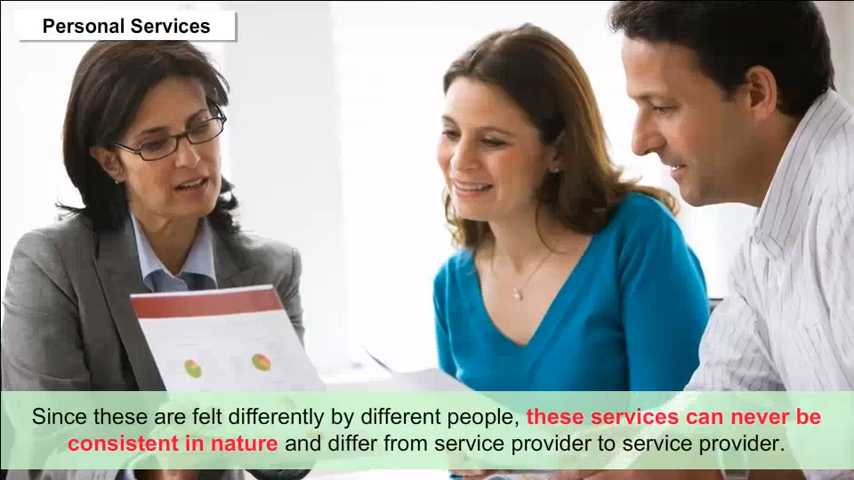 Personal Services
Since these are felt differently by different people, these services can never be
consistent in nature and differ from service provider to service provider.